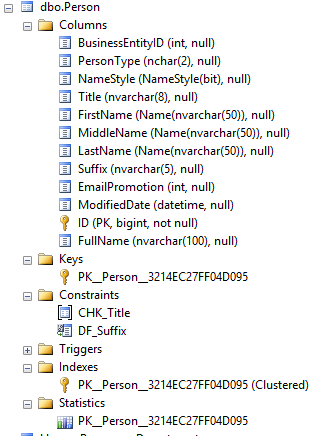 dbo.Person
Columns
BusinessEntityID (int, null)
PersonType (nchar(2), null)
NameStyle (NameStyle(bit), null)
Title (nvarchar(8), null)
FirstName (Name(nvarchar(50)), null)
MiddleName (Name(nvarchar(50)), null)
LastName (Name(nvarchar(50)), null)
Suffix (nvarchar(5), null)
EmailPromotion (int, null)
ModifiedDate (datetime, null)
ID (PK, bigint, not null)
FullName (nvarchar(100), null)
Keys
PK__Person__3214EC27FF04D095
Constraints
CHK_Title
DF_Suffix
Triggers
Indexes
PK__Person__3214EC27FF04D095 (Clustered)
Statistics
PK__Person__3214EC27FF04D095